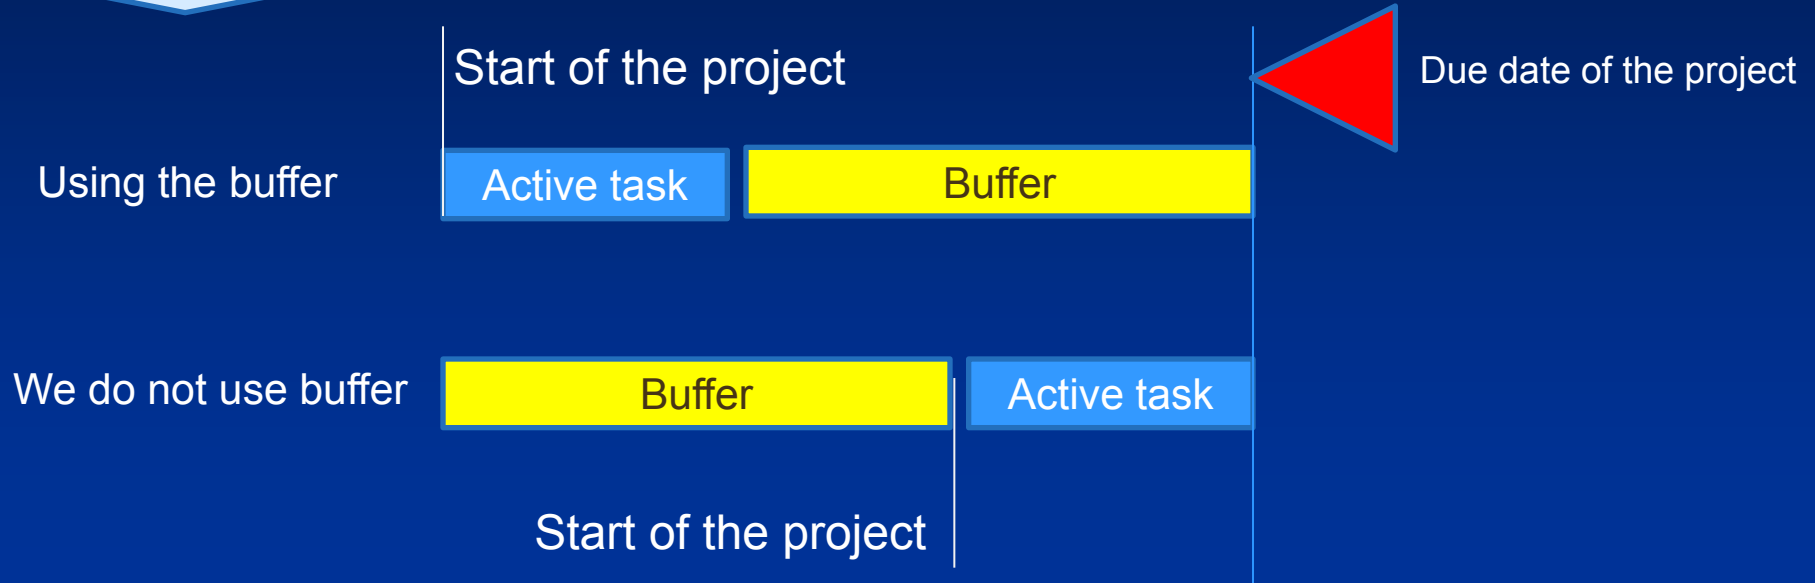 Start of the project
Due date of the project
Using the buffer
Active task
Buffer
We do not use buffer
Buffer
Active task
Start of the project